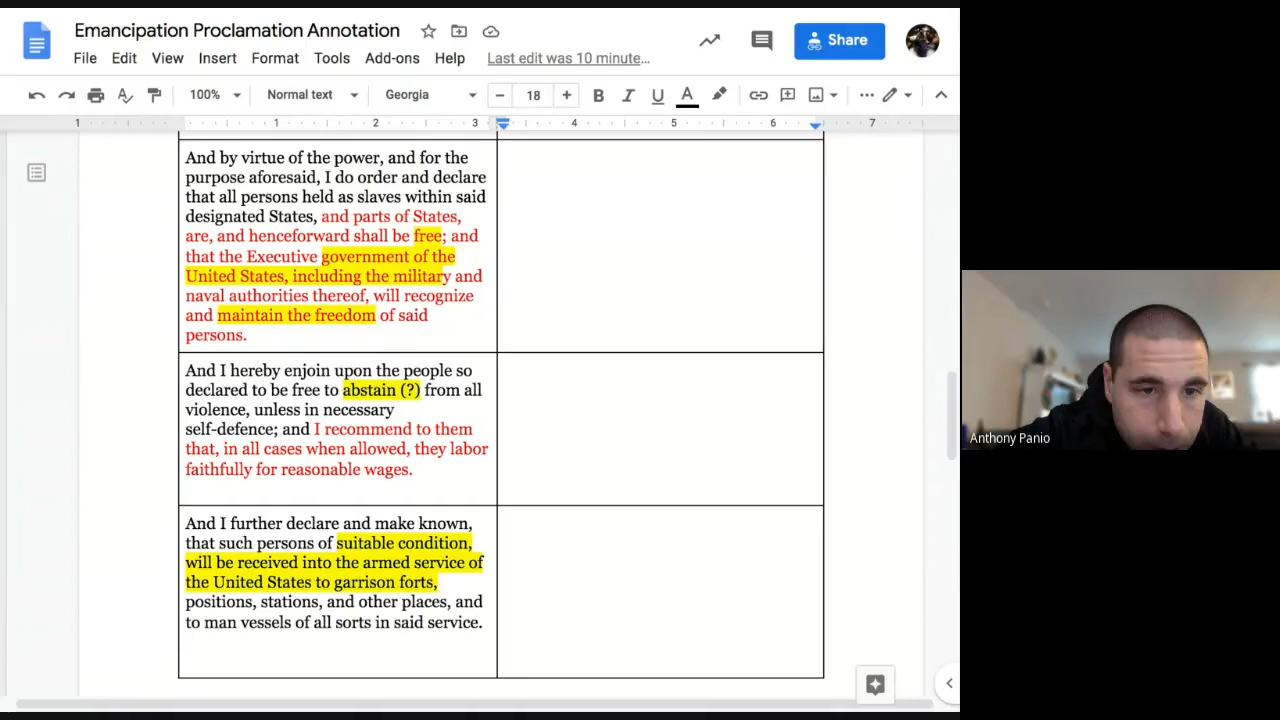 Emancipation Proclamation Annotation
Share
File Edit View Insert Format Tools Add-ons Help Last edit was 10 minute...
100% Normal text Georgia 18 B I U A
1 1 2 3 4 5 6 7
And by virtue of the power, and for the
purpose aforesaid, I do order and declare
that all persons held as slaves within said
designated States, and parts of States,
are, and henceforward shall be free; and
that the Executive government of the
United States, including the military and
naval authorities thereof, will recognize
and maintain the freedom of said
persons.
And I hereby enjoin upon the people so
declared to be free to abstain (?) from all
violence, unless in necessary
self-defence; and I recommend to them
that, in all cases when allowed, they labor
faithfully for reasonable wages.
And I further declare and make known,
that such persons of suitable condition,
will be received into the armed service of
the United States to garrison forts,
positions, stations, and other places, and
to man vessels of all sorts in said service.
Anthony Panio